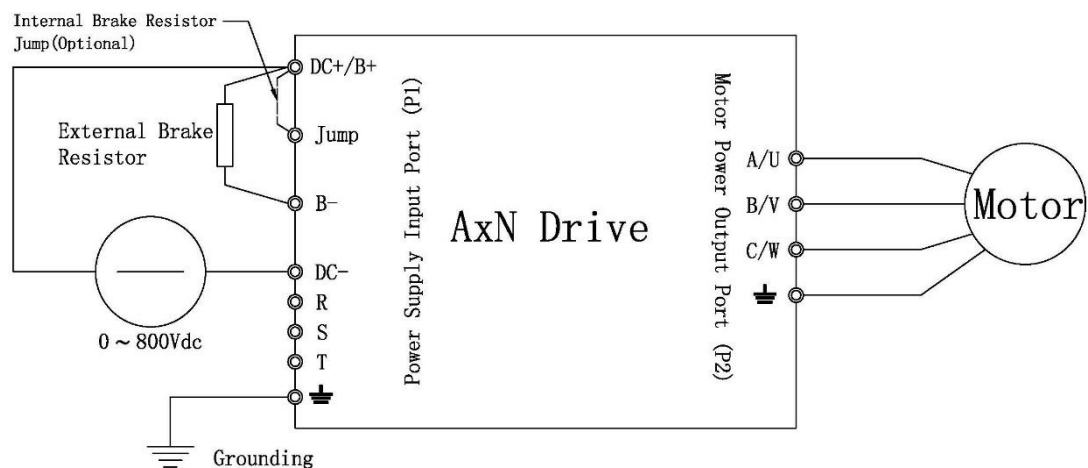 Internal Brake Resistor
Jump(Optional)
DC+/B+
External Brake
Resistor
Jump
B-
DC-
R
S
T
0～800Vdc
Grounding
Power Supply Input Port (P1)
AxN Drive
Motor Power Output Port (P2)
A/U
B/V
C/W
Motor